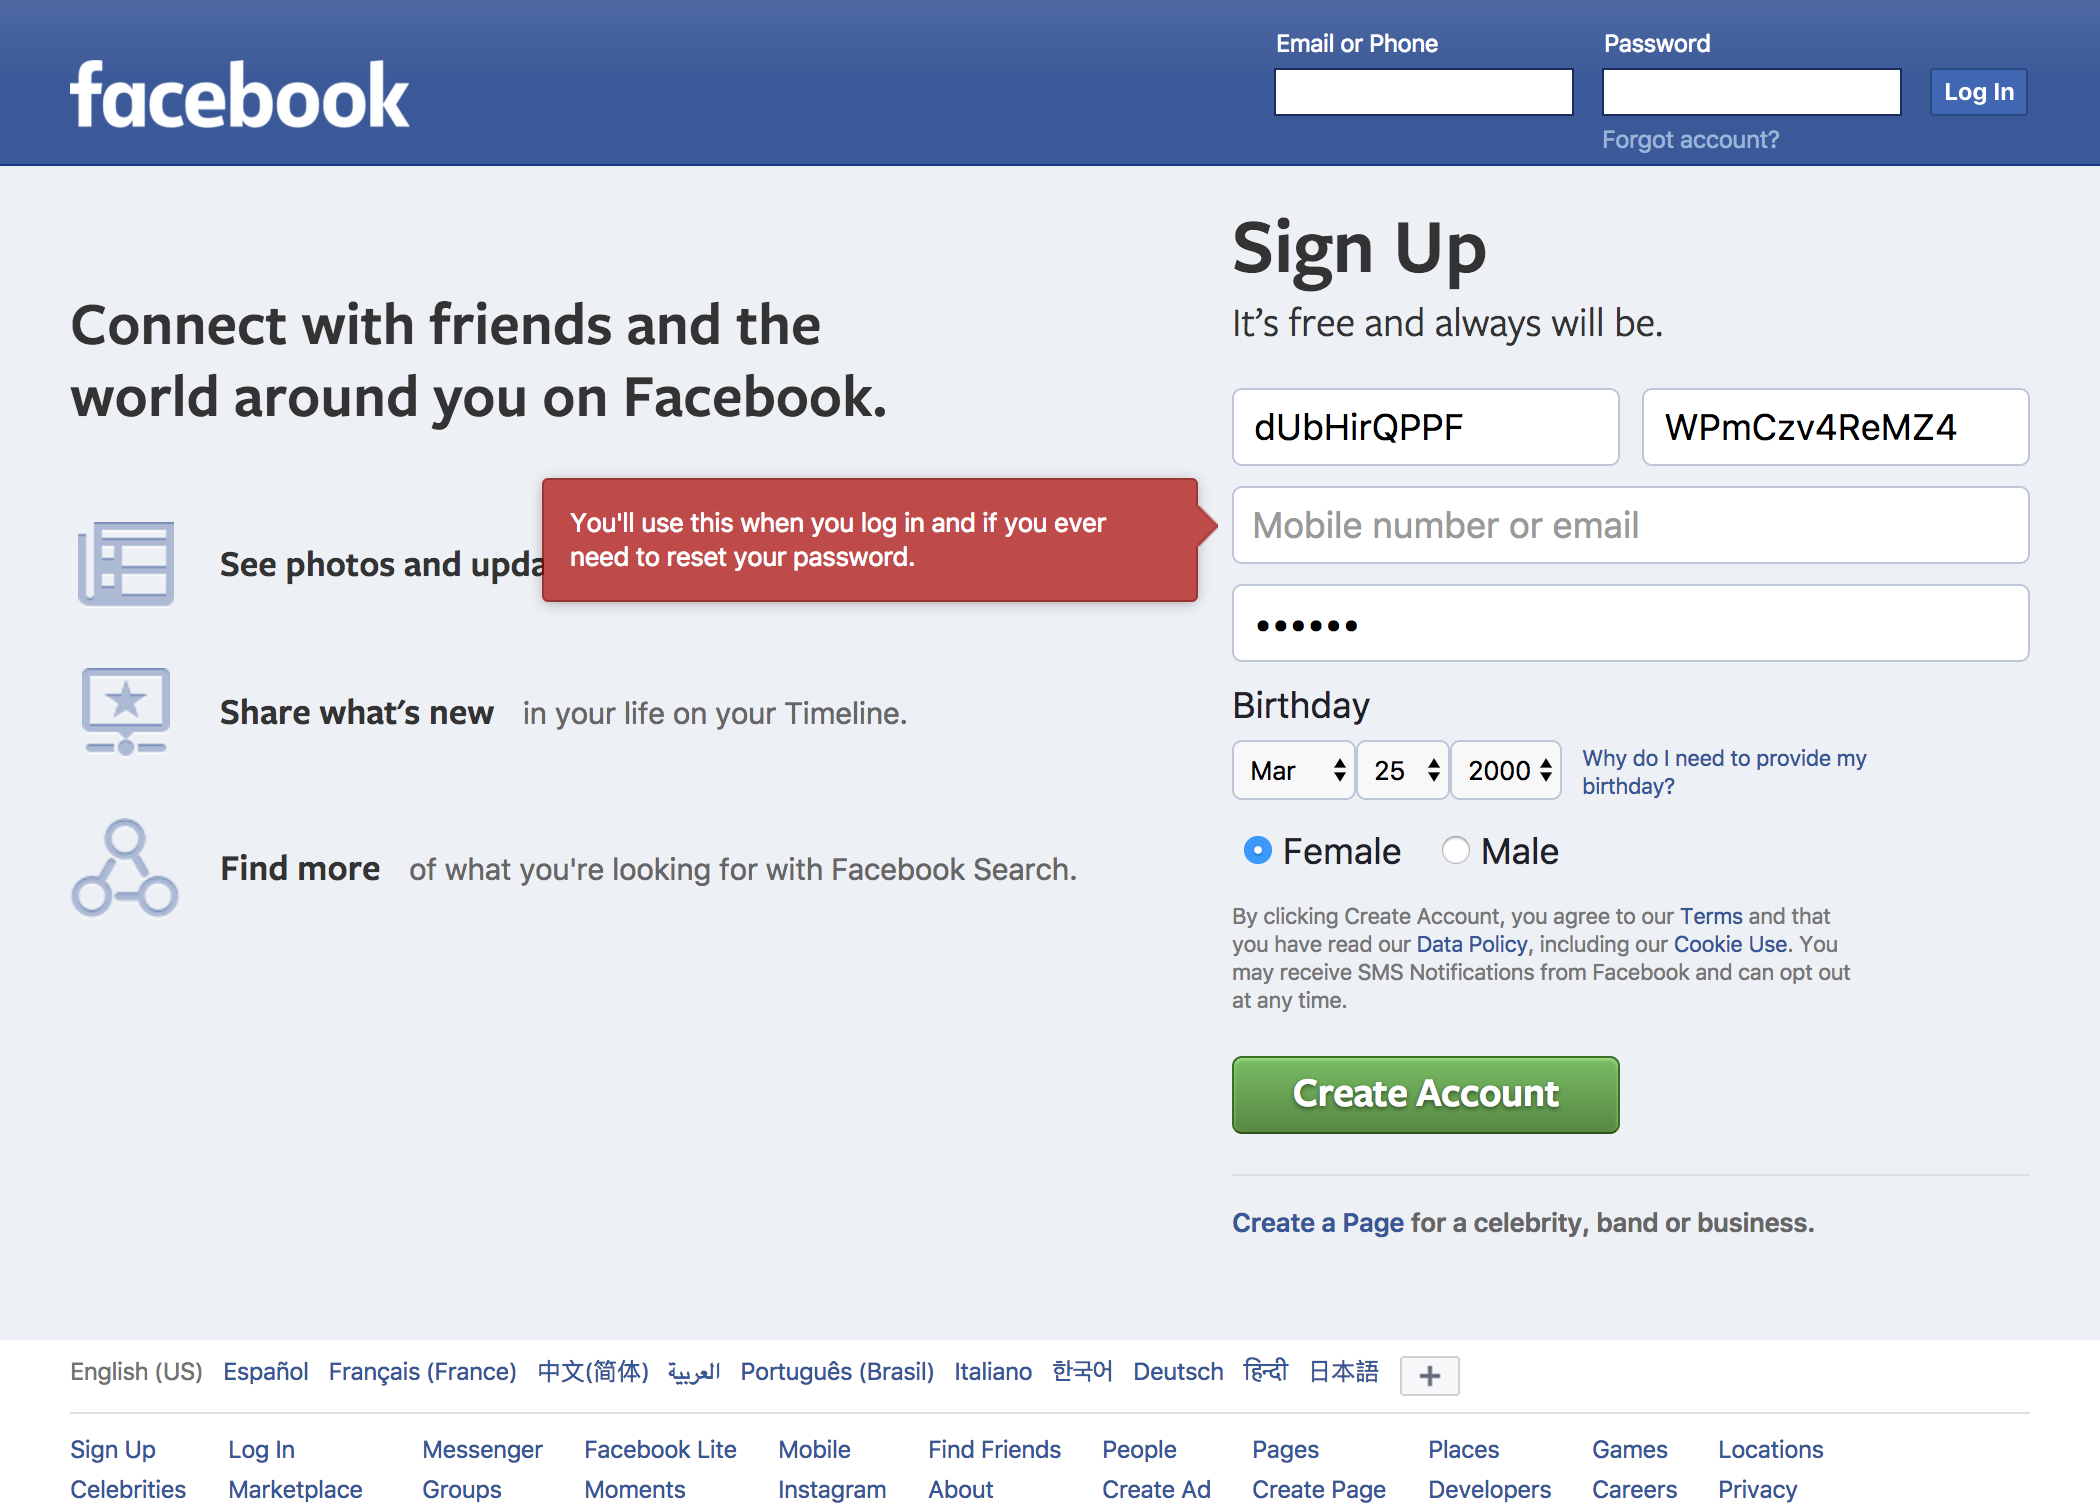 facebook
Email or Phone
Password
Log In
Forgot account?
Connect with friends and the
world around you on Facebook.
See photos and upda
Share what's new in your life on your Timeline.
Find more of what you're looking for with Facebook Search.
You'll use this when you log in and if you ever
need to reset your password.
Sign Up
It's free and always will be.
dUbHirQPPF WPmCzv4ReMZ4
Mobile number or email
••••••
Birthday
Mar 25 2000
Why do I need to provide my
birthday?
Female Male
By clicking Create Account, you agree to our Terms and that
you have read our Data Policy, including our Cookie Use. You
may receive SMS Notifications from Facebook and can opt out
at any time.
Create Account
Create a Page for a celebrity, band or business.
English (US) Español Français (France) 中文(简体) العربية Português (Brasil) Italiano 한국어 Deutsch हिन्दी 日本語 +
Sign Up Log In Messenger Facebook Lite Mobile Find Friends People Pages Places Games Locations
Celebrities Marketplace Groups Moments Instagram About Create Ad Create Page Developers Careers Privacy